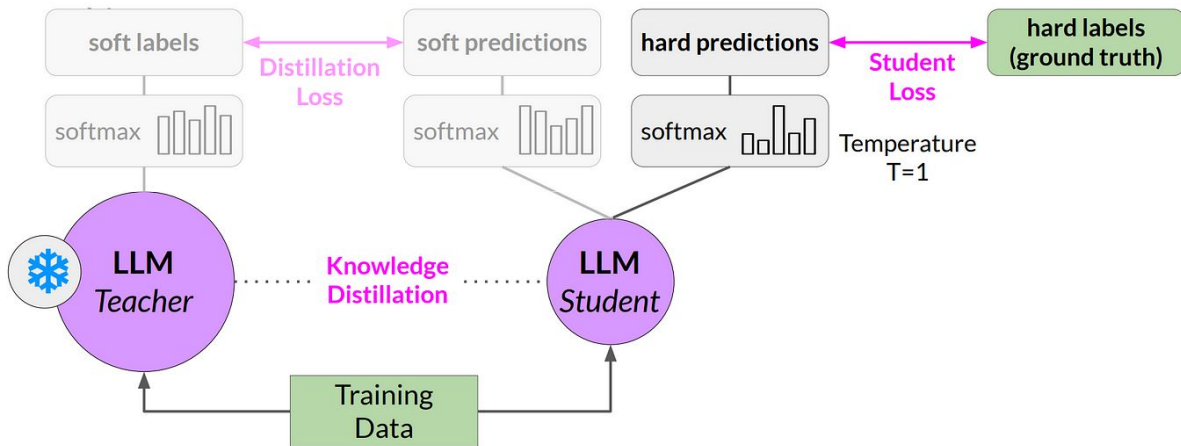 soft labels
Distillation
Loss
soft predictions
hard predictions
Student
Loss
hard labels
(ground truth)
softmax
softmax
softmax
Temperature
T=1
LLM
Teacher
Knowledge
Distillation
LLM
Student
Training
Data